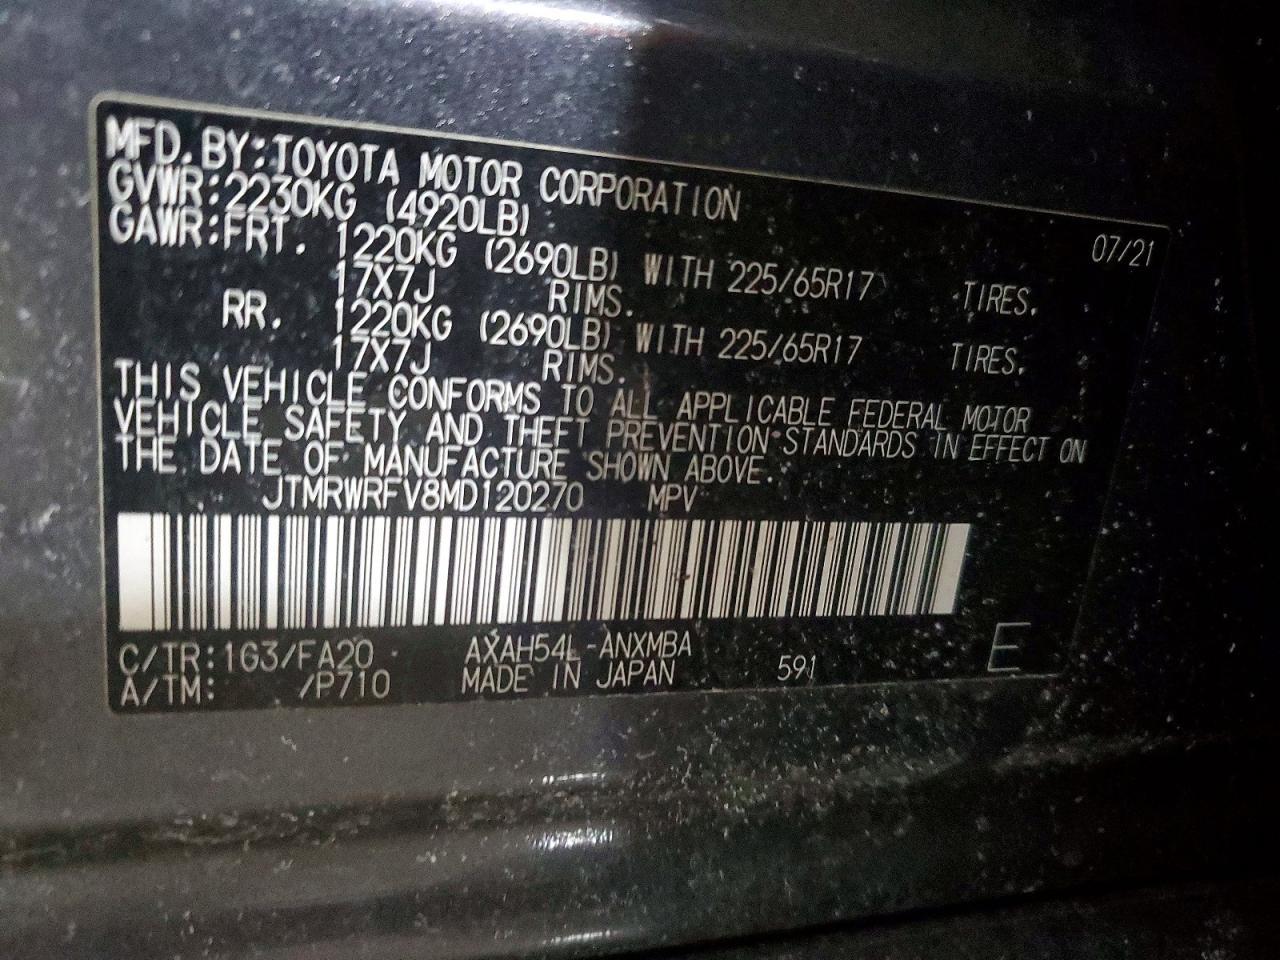 MFD. BY: TOYOTA MOTOR CORPORATION 07/21
GVWR: 2230KG (4920LB)
GAWR: FRT. 1220KG (2690LB) WITH 225/65R17 TIRES.
17X7J RIMS.
RR. 1220KG (2690LB) WITH 225/65R17 TIRES.
17X7J RIMS.
THIS VEHICLE CONFORMS TO ALL APPLICABLE FEDERAL MOTOR
VEHICLE SAFETY AND THEFT PREVENTION STANDARDS IN EFFECT ON
THE DATE OF MANUFACTURE SHOWN ABOVE.
JTMRWRFV8MD120270 MPV
C/TR: 1G3/FA20 AXAH54L-ANXMBA
A/TM: /P710 MADE IN JAPAN 591 E